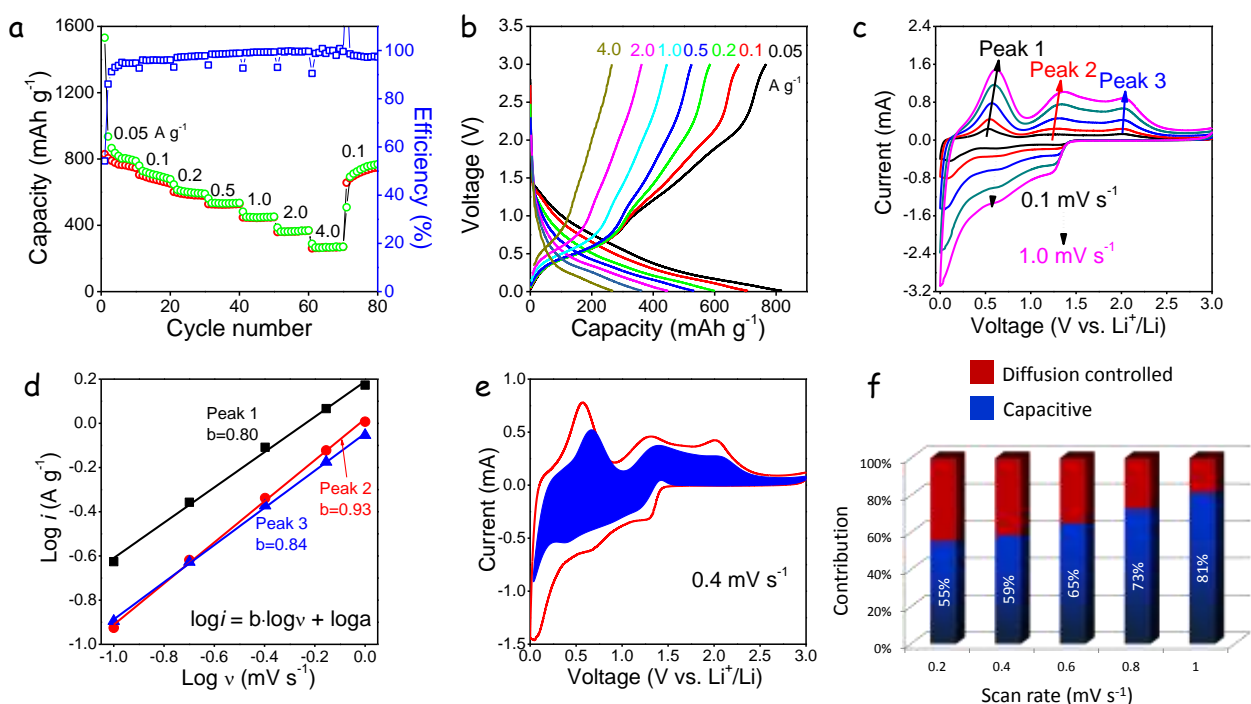 a
1600
1200
800
400
0
Capacity (mAh g-1)
0.05 A g-1
0.1
0.2
0.5
1.0
2.0
4.0
0.1
0
20
40
60
80
Cycle number
100
80
60
40
20
0
Efficiency (%)
b
3.5
3.0
2.5
2.0
1.5
1.0
0.5
0.0
Voltage (V)
4.0 2.0 1.0 0.5 0.2 0.1 0.05
A g-1
0
200
400
600
800
Capacity (mAh g-1)
c
2.4
1.6
0.8
0.0
-0.8
-1.6
-2.4
-3.2
Current (mA)
Peak 1
Peak 2
Peak 3
0.1 mV s-1
1.0 mV s-1
0.0
0.5
1.0
1.5
2.0
2.5
3.0
Voltage (V vs. Li+/Li)
d
0.2
0.0
-0.2
-0.4
-0.6
-0.8
-1.0
Log i (A g-1)
Peak 1
b=0.80
Peak 2
b=0.93
Peak 3
b=0.84
logi = b·logν + loga
-1.0
-0.8
-0.6
-0.4
-0.2
0.0
Log ν (mV s-1)
e
1.0
0.5
0.0
-0.5
-1.0
-1.5
Current (mA)
0.4 mV s-1
0.0
0.5
1.0
1.5
2.0
2.5
3.0
Voltage (V vs. Li+/Li)
f
Diffusion controlled
Capacitive
100%
80%
60%
40%
20%
0%
Contribution
55%
59%
65%
73%
81%
0.2
0.4
0.6
0.8
1
Scan rate (mV s-1)